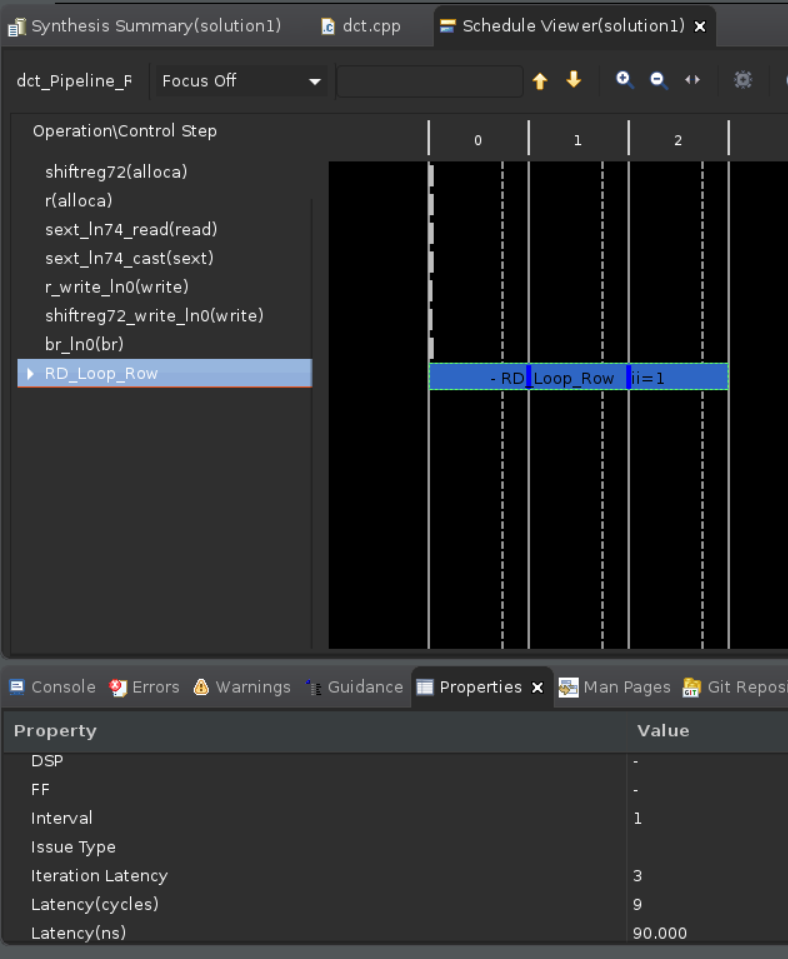 Synthesis Summary(solution1) dct.cpp Schedule Viewer(solution1)
dct_Pipeline_R Focus Off
Operation\Control Step 0 1 2
shiftreg72(alloca)
r(alloca)
sext_ln74_read(read)
sext_ln74_cast(sext)
r_write_ln0(write)
shiftreg72_write_ln0(write)
br_ln0(br)
RD_Loop_Row - RD_Loop_Row ii=1
Console Errors Warnings Guidance Properties Man Pages Git Reposi
Property Value
DSP -
FF -
Interval 1
Issue Type
Iteration Latency 3
Latency(cycles) 9
Latency(ns) 90.000